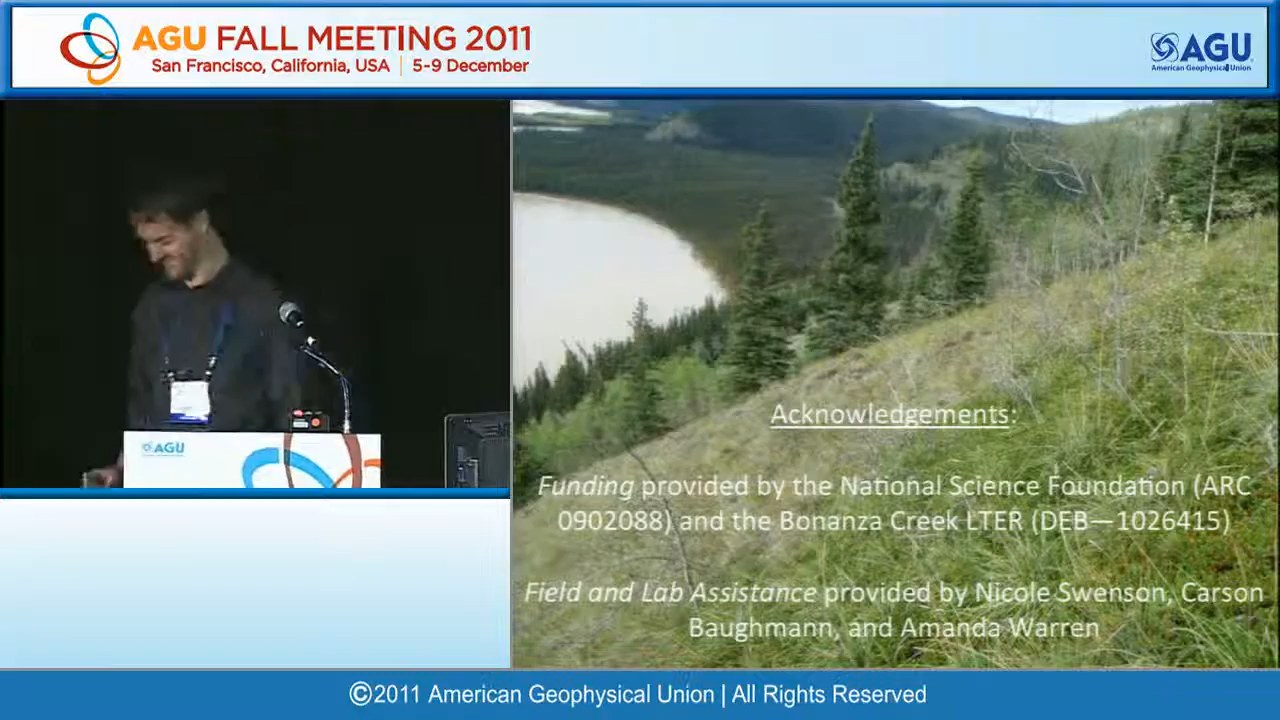 AGU FALL MEETING 2011
San Francisco, California, USA | 5-9 December
AGU
American Geophysical Union
AGU
Acknowledgements:
Funding provided by the National Science Foundation (ARC
0902088) and the Bonanza Creek LTER (DEB—1026415)
Field and Lab Assistance provided by Nicole Swenson, Carson
Baughmann, and Amanda Warren
©2011 American Geophysical Union | All Rights Reserved